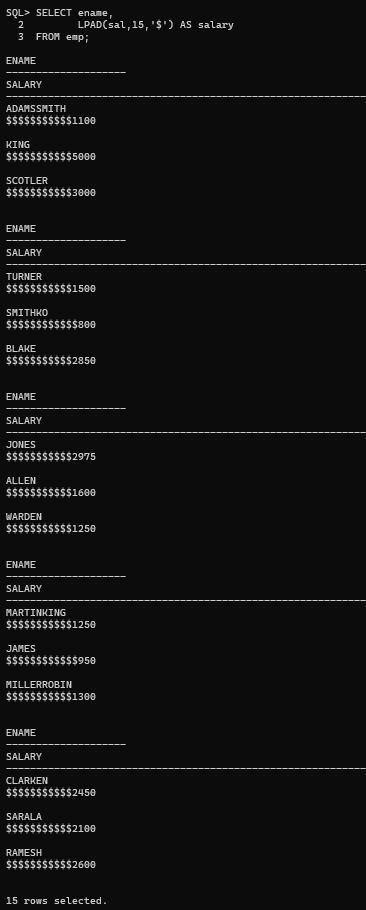 SQL> SELECT ename,
  2         LPAD(sal,15,'$') AS salary
  3  FROM emp;
ENAME
--------------------
SALARY
------------------------------------------------------------
ADAMSSMITH
$$$$$$$$$$$1100
KING
$$$$$$$$$$$5000
SCOTLER
$$$$$$$$$$$3000
ENAME
--------------------
SALARY
------------------------------------------------------------
TURNER
$$$$$$$$$$$1500
SMITHKO
$$$$$$$$$$$$800
BLAKE
$$$$$$$$$$$2850
ENAME
--------------------
SALARY
------------------------------------------------------------
JONES
$$$$$$$$$$$2975
ALLEN
$$$$$$$$$$$1600
WARDEN
$$$$$$$$$$$1250
ENAME
--------------------
SALARY
------------------------------------------------------------
MARTINKING
$$$$$$$$$$$1250
JAMES
$$$$$$$$$$$$950
MILLERROBIN
$$$$$$$$$$$1300
ENAME
--------------------
SALARY
------------------------------------------------------------
CLARKEN
$$$$$$$$$$$2450
SARALA
$$$$$$$$$$$2100
RAMESH
$$$$$$$$$$$2600
15 rows selected.